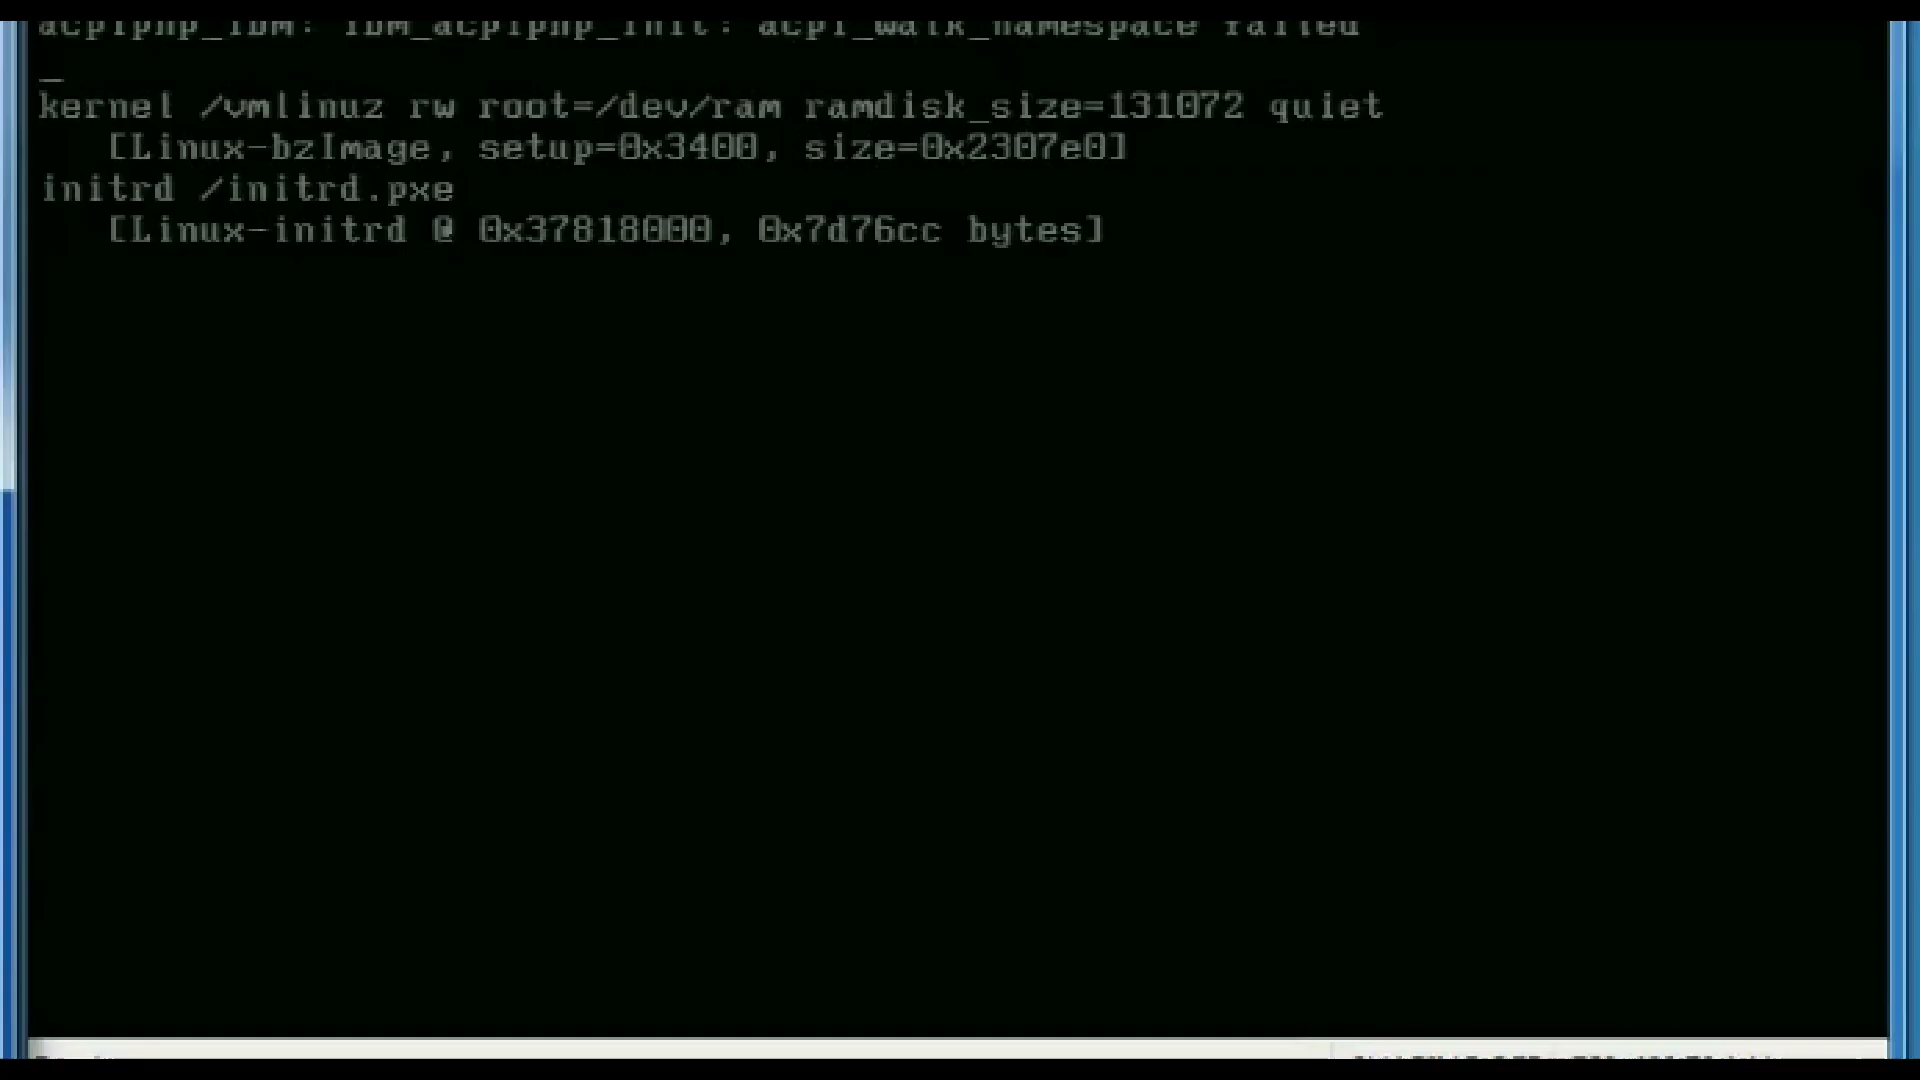 acpiphp_ibm: ibm_acpiphp_init: acpi_walk_namespace failed
_
kernel /vmlinuz rw root=/dev/ram ramdisk_size=131072 quiet
[Linux-bzImage, setup=0x3400, size=0x2307e0]
initrd /initrd.pxe
[Linux-initrd @ 0x37818000, 0x7d76cc bytes]